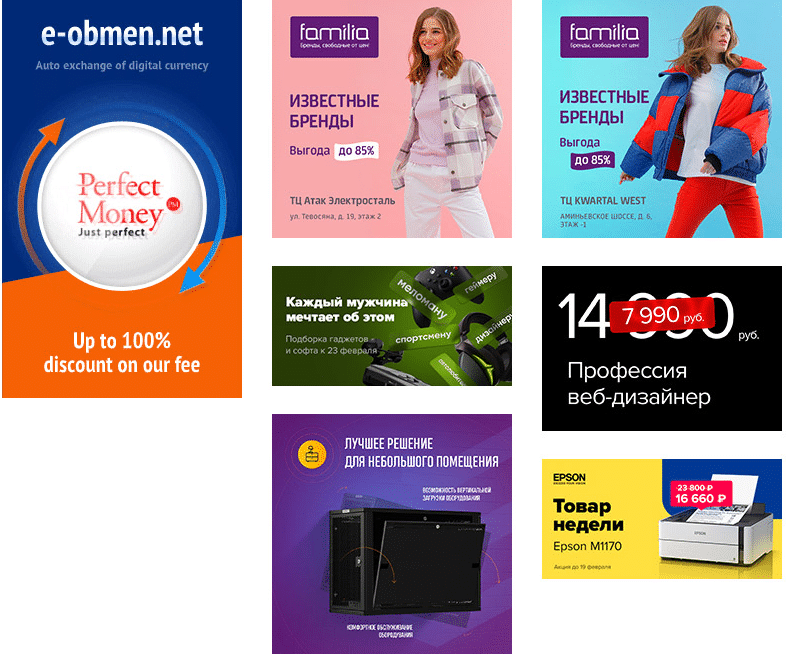 e-obmen.net
Auto exchange of digital currency
Perfect
Money
PM
Just perfect
Up to 100%
discount on our fee
familia
Бренды, свободные от цен!
ИЗВЕСТНЫЕ
БРЕНДЫ
Выгода до 85%
ТЦ Атак Электросталь
ул. Тевосяна, д. 19, этаж 2
familia
Бренды, свободные от цен!
ИЗВЕСТНЫЕ
БРЕНДЫ
Выгода
до 85%
ТЦ KWARTAL WEST
АМИНЬЕВСКОЕ ШОССЕ, Д. 6,
ЭТАЖ -1
Каждый мужчина
мечтает об этом
Подборка гаджетов
и софта к 23 февраля
геймеру
меломану
спортсмену
дизайнеру
автолюбителю
14 990 руб.
7 990 руб.
Профессия
веб-дизайнер
ЛУЧШЕЕ РЕШЕНИЕ
ДЛЯ НЕБОЛЬШОГО ПОМЕЩЕНИЯ
ВОЗМОЖНОСТЬ ВЕРТИКАЛЬНОЙ
ЗАГРУЗКИ ОБОРУДОВАНИЯ
КОМФОРТНОЕ ОБСЛУЖИВАНИЕ
ОБОРУДОВАНИЯ
EPSON
23 800 ₽
16 660 ₽
Товар
недели
Epson M1170
Акция до 19 февраля
EPSON